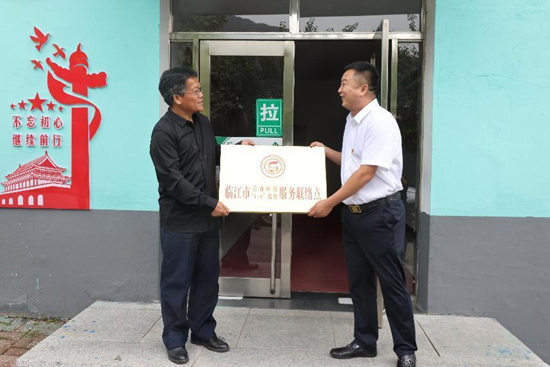 不忘初心
继续前行
拉
PULL
临江市
服务联络点